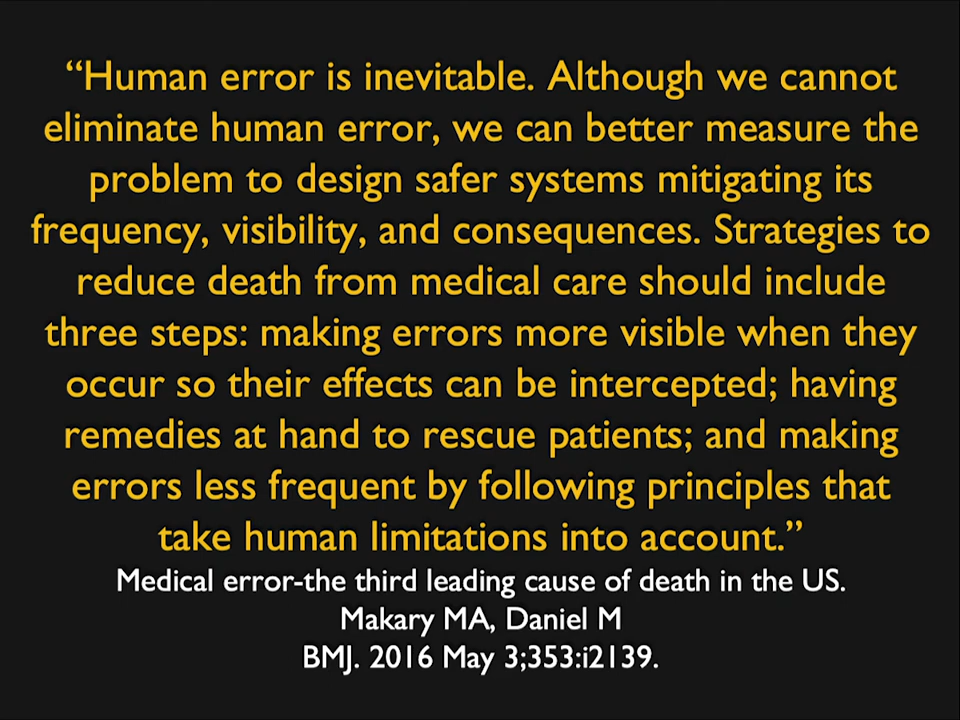 “Human error is inevitable. Although we cannot
eliminate human error, we can better measure the
problem to design safer systems mitigating its
frequency, visibility, and consequences. Strategies to
reduce death from medical care should include
three steps: making errors more visible when they
occur so their effects can be intercepted; having
remedies at hand to rescue patients; and making
errors less frequent by following principles that
take human limitations into account.”
Medical error-the third leading cause of death in the US.
Makary MA, Daniel M
BMJ. 2016 May 3;353:i2139.